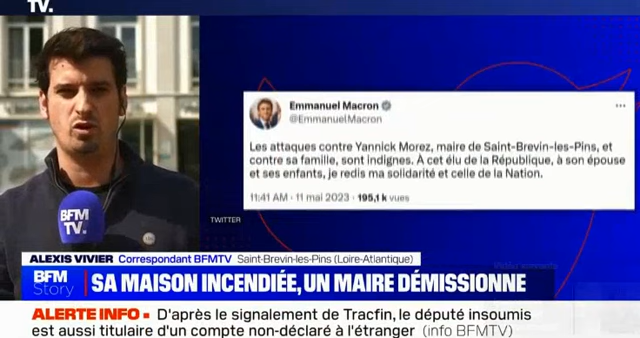 TV.
Emmanuel Macron
@EmmanuelMacron
Les attaques contre Yannick Morez, maire de Saint-Brevin-les-Pins, et
contre sa famille, sont indignes. À cet élu de la République, à son épouse
et ses enfants, je redis ma solidarité et celle de la Nation.
11:41 AM · 11 mai 2023 · 195,1 k vues
TWITTER
BFM
TV.
ALEXIS VIVIER Correspondant BFMTV Saint-Brevin-les-Pins (Loire-Atlantique)
BFM
Story
SA MAISON INCENDIÉE, UN MAIRE DÉMISSIONNE
ALERTE INFO D'après le signalement de Tracfin, le député insoumis
est aussi titulaire d'un compte non-déclaré à l'étranger (info BFMTV)